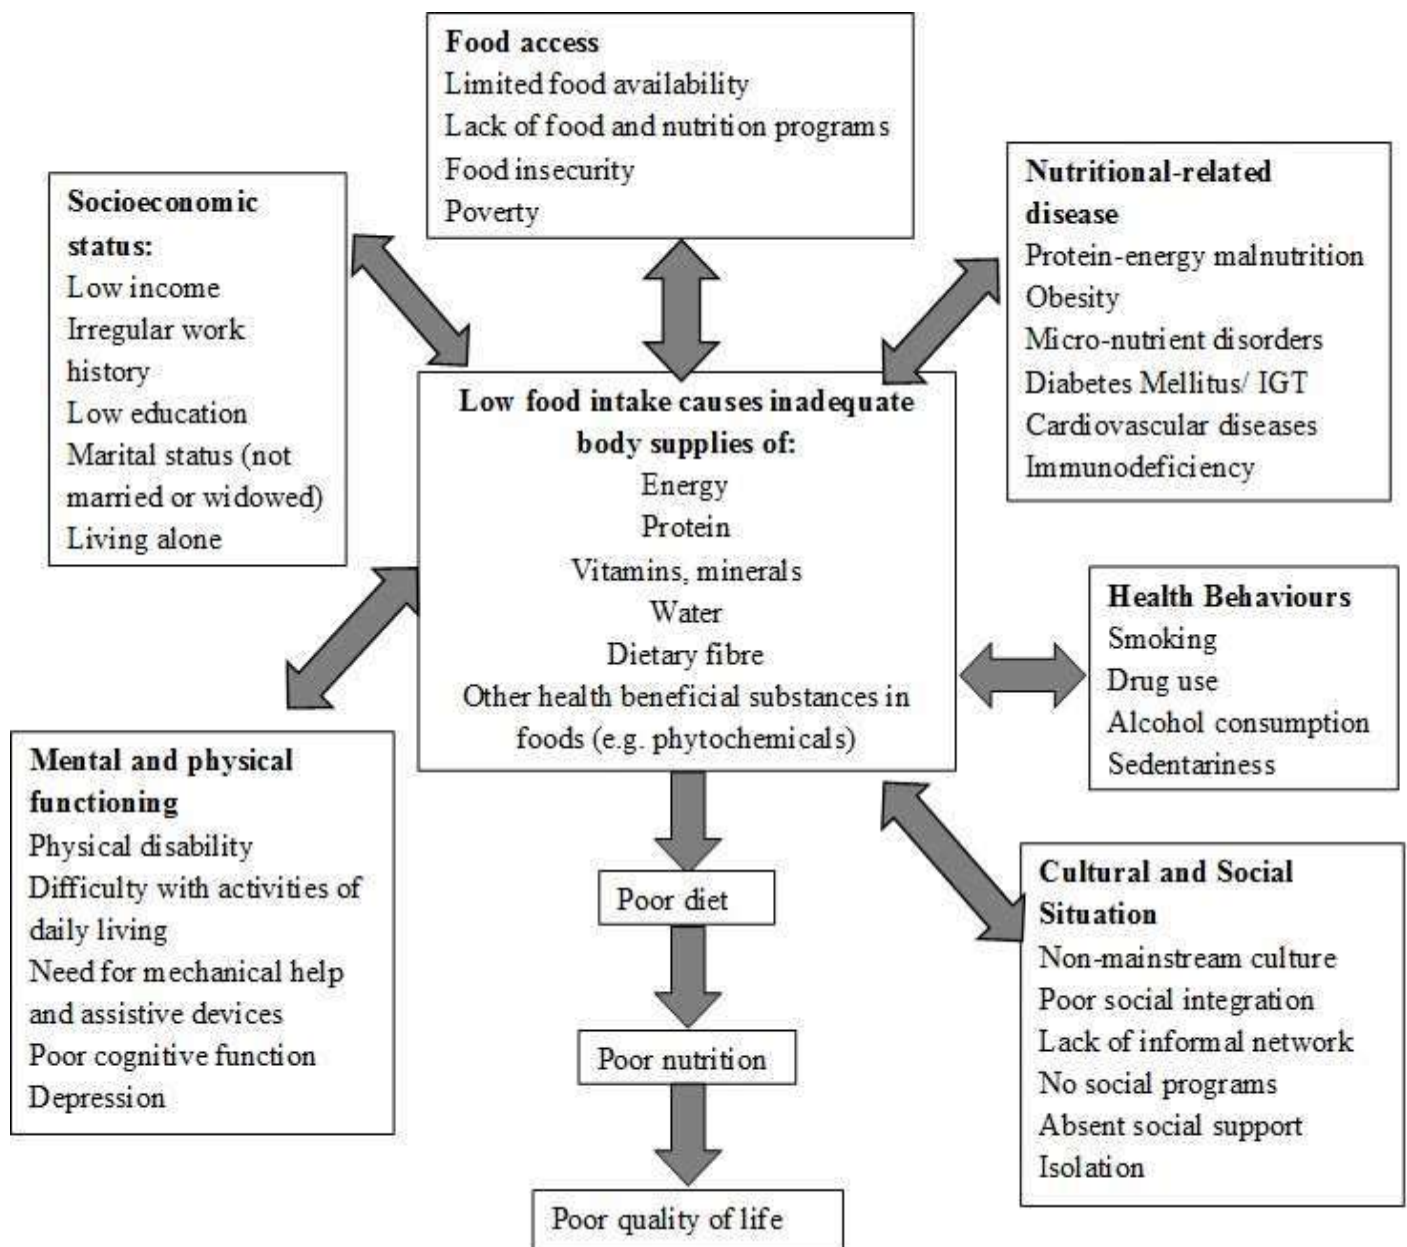 Food access
Limited food availability
Lack of food and nutrition programs
Food insecurity
Poverty
Socioeconomic
status:
Low income
Irregular work
history
Low education
Marital status (not
married or widowed)
Living alone
Nutritional-related
disease
Protein-energy malnutrition
Obesity
Micro-nutrient disorders
Diabetes Mellitus/ IGT
Cardiovascular diseases
Immunodeficiency
Low food intake causes inadequate
body supplies of:
Energy
Protein
Vitamins, minerals
Water
Dietary fibre
Other health beneficial substances in
foods (e.g. phytochemicals)
Health Behaviours
Smoking
Drug use
Alcohol consumption
Sedentariness
Mental and physical
functioning
Physical disability
Difficulty with activities of
daily living
Need for mechanical help
and assistive devices
Poor cognitive function
Depression
Cultural and Social
Situation
Non-mainstream culture
Poor social integration
Lack of informal network
No social programs
Absent social support
Isolation
Poor diet
Poor nutrition
Poor quality of life